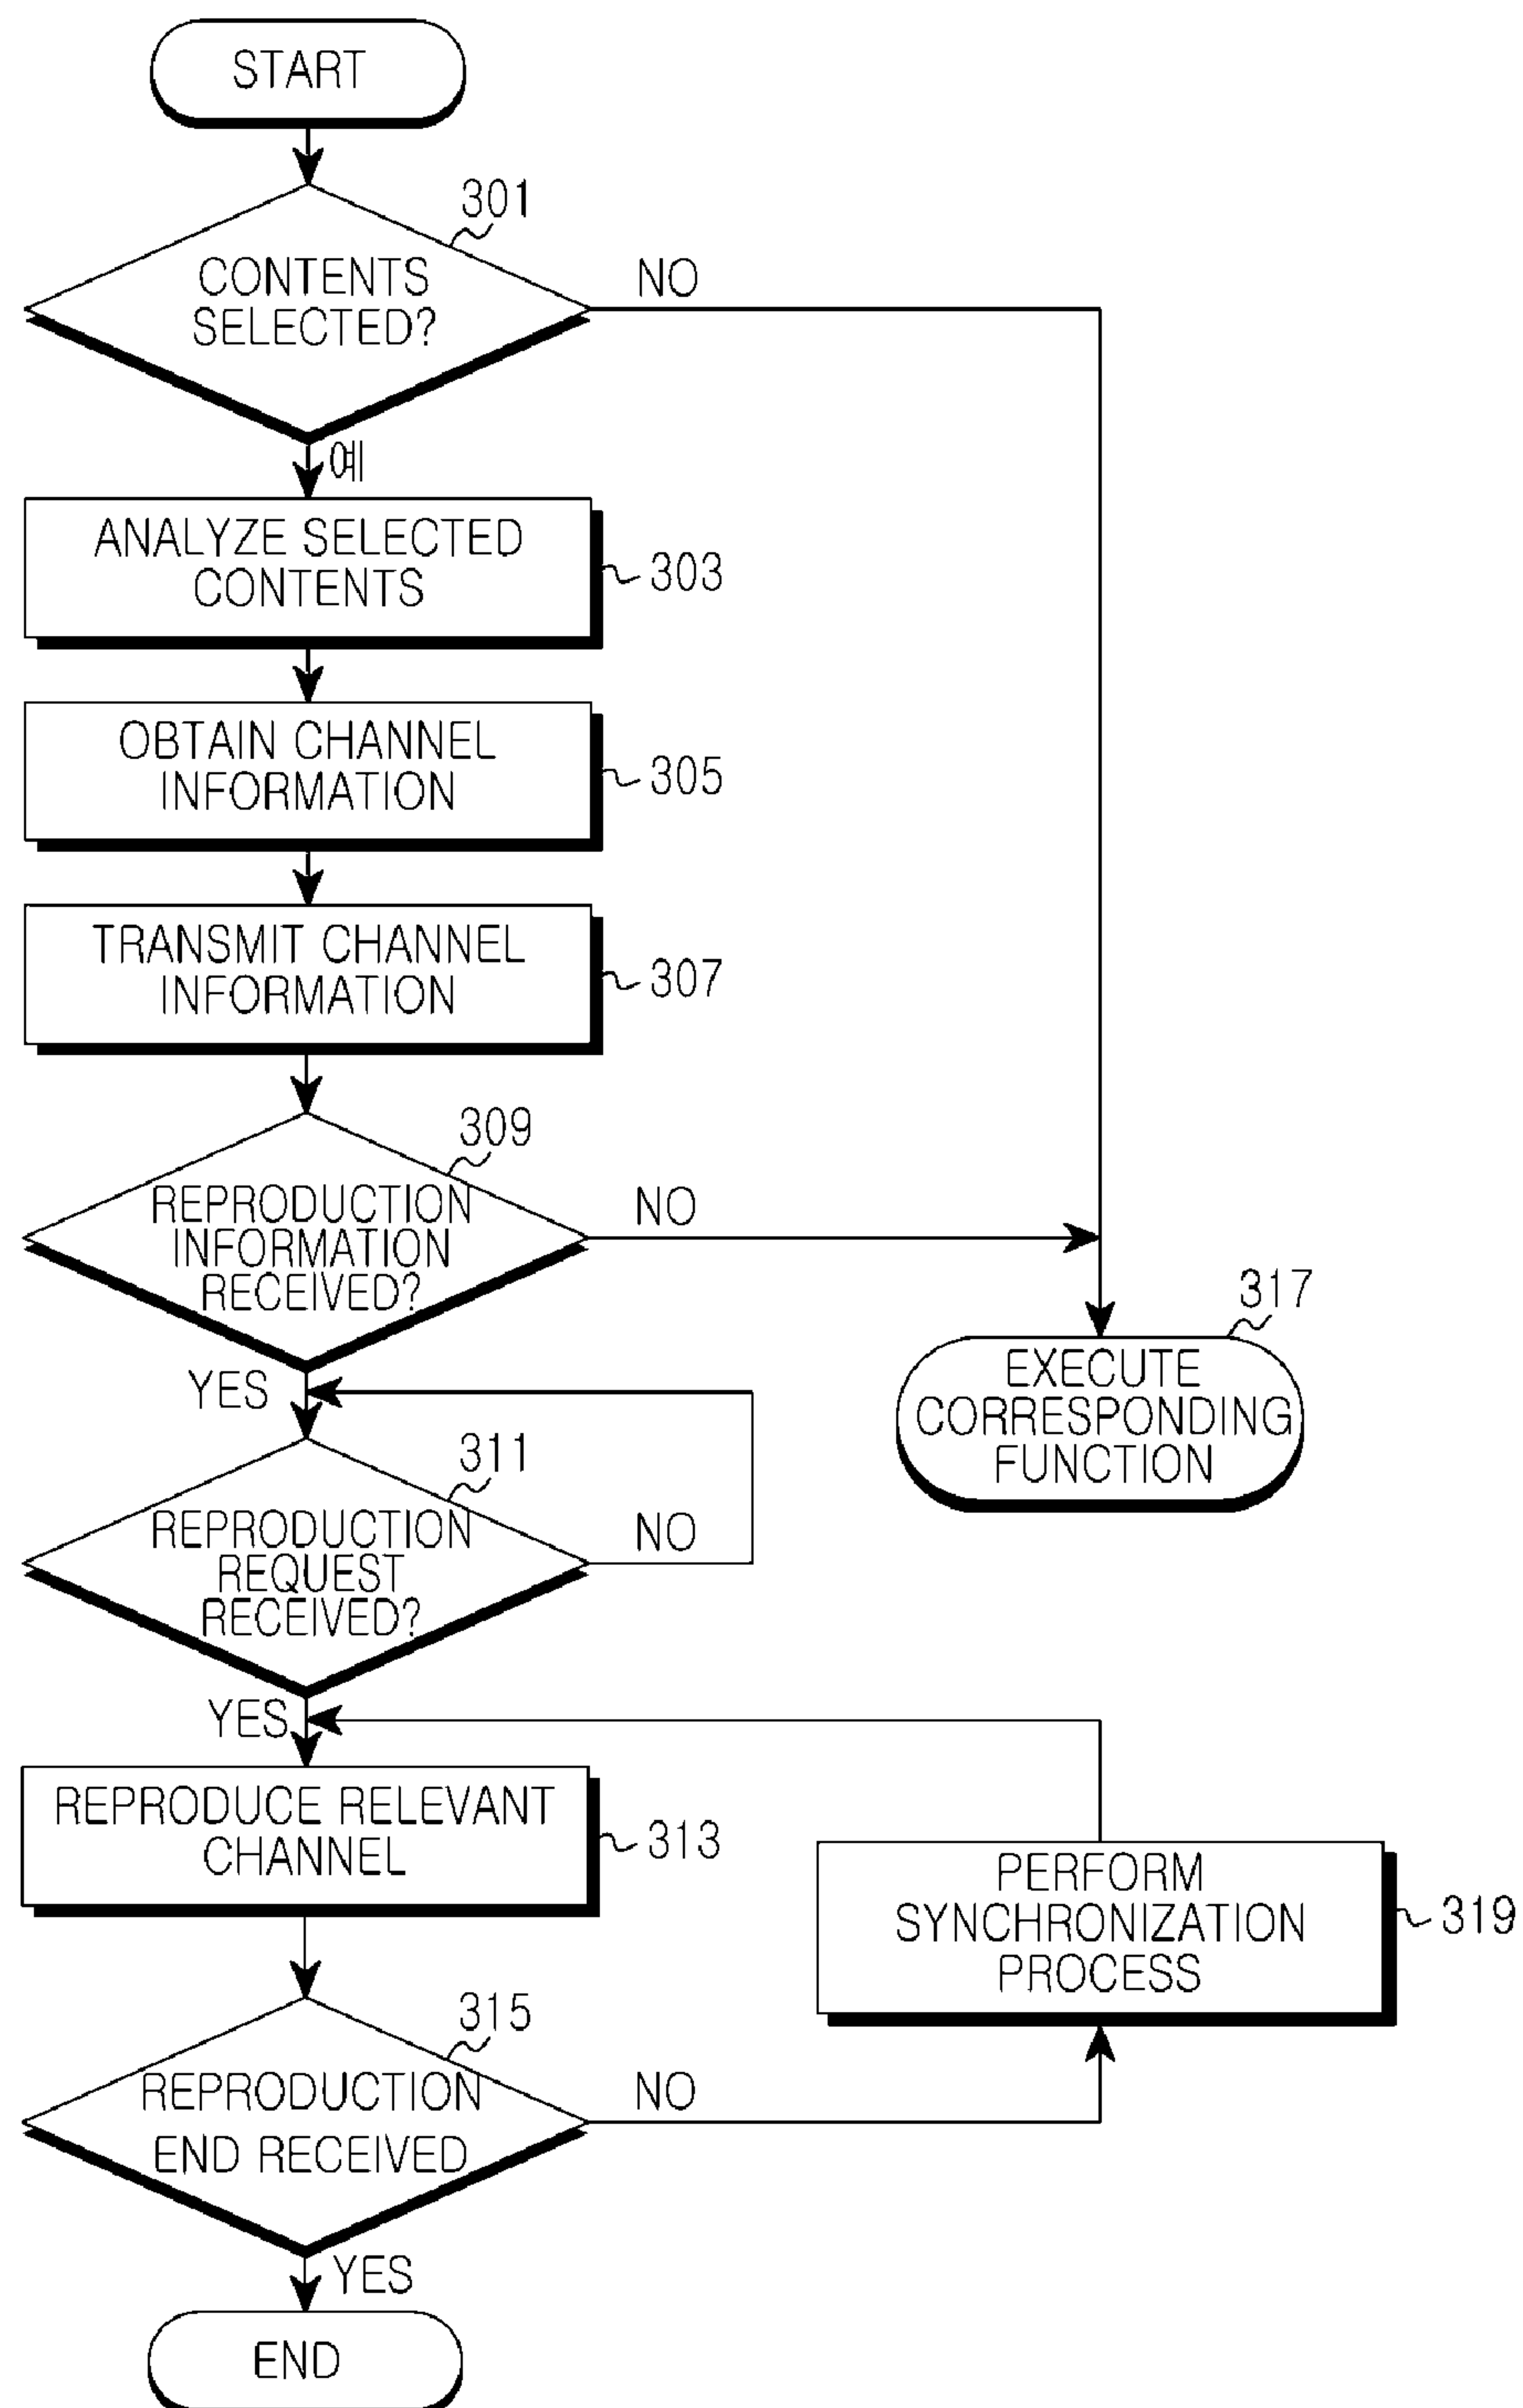 START
301
CONTENTS
SELECTED?
NO
예
ANALYZE SELECTED
CONTENTS
303
OBTAIN CHANNEL
INFORMATION
305
TRANSMIT CHANNEL
INFORMATION
307
309
REPRODUCTION
INFORMATION
RECEIVED?
NO
317
EXECUTE
CORRESPONDING
FUNCTION
YES
311
REPRODUCTION
REQUEST
RECEIVED?
NO
YES
REPRODUCE RELEVANT
CHANNEL
313
PERFORM
SYNCHRONIZATION
PROCESS
319
315
REPRODUCTION
END RECEIVED
NO
YES
END